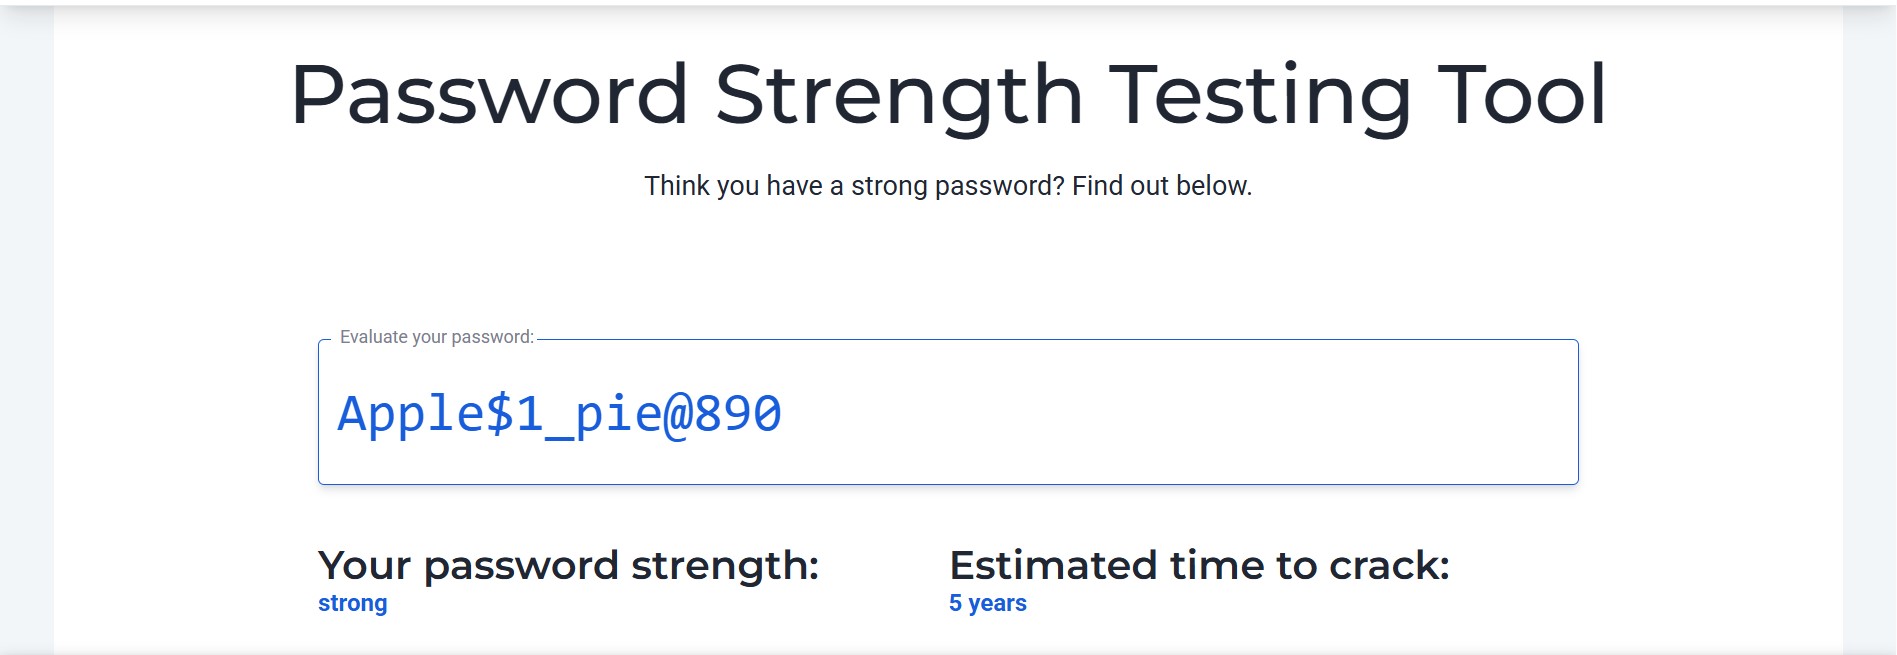 Password Strength Testing Tool
Think you have a strong password? Find out below.
Evaluate your password:
Apple$1_pie@890
Your password strength:
strong
Estimated time to crack:
5 years